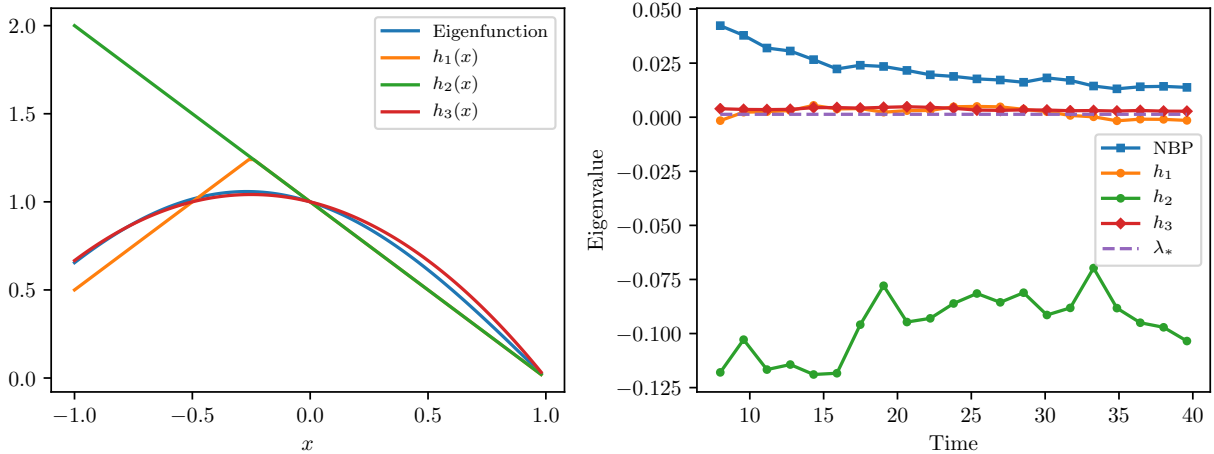 2.0
1.5
1.0
0.5
0.0
−1.0
−0.5
0.0
0.5
1.0
x
Eigenfunction
h₁(x)
h₂(x)
h₃(x)
0.050
0.025
0.000
−0.025
−0.050
−0.075
−0.100
−0.125
Eigenvalue
10
15
20
25
30
35
40
Time
NBP
h₁
h₂
h₃
λ*